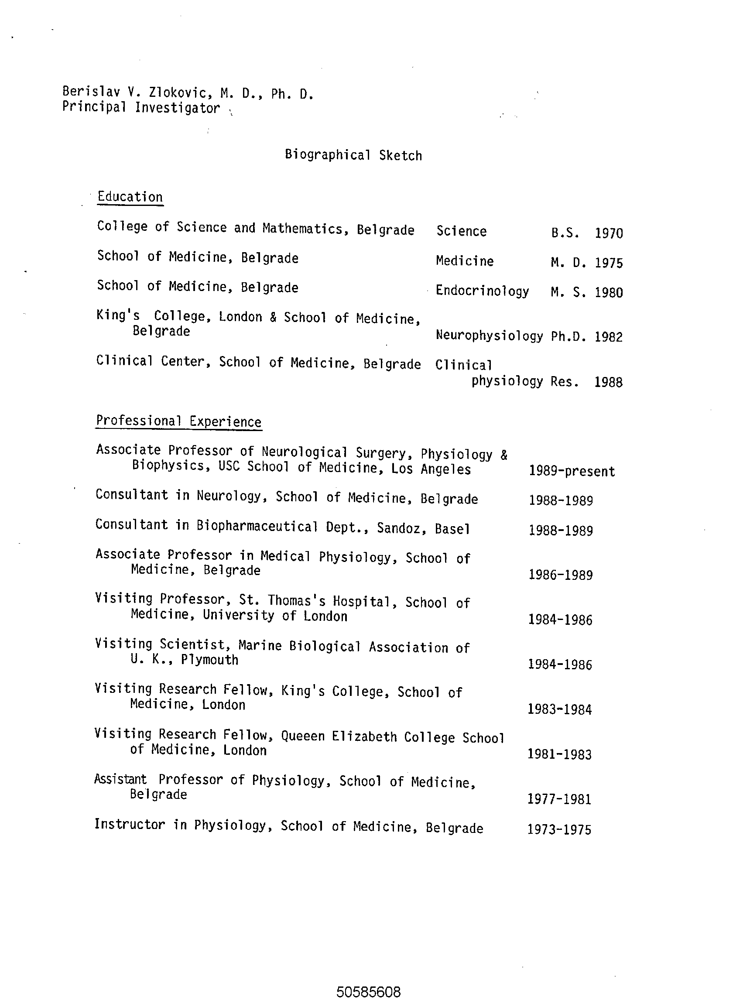 Berislav V. Zlokovic, M. D., Ph. D.
Principal Investigator
Biographical Sketch
Education
College of Science and Mathematics, Belgrade Science B.S. 1970
School of Medicine, Belgrade Medicine M. D. 1975
School of Medicine, Belgrade Endocrinology M. S. 1980
King's College, London & School of Medicine,
Belgrade Neurophysiology Ph.D. 1982
Clinical Center, School of Medicine, Belgrade Clinical
physiology Res. 1988
Professional Experience
Associate Professor of Neurological Surgery, Physiology &
Biophysics, USC School of Medicine, Los Angeles 1989-present
Consultant in Neurology, School of Medicine, Belgrade 1988-1989
Consultant in Biopharmaceutical Dept., Sandoz, Basel 1988-1989
Associate Professor in Medical Physiology, School of
Medicine, Belgrade 1986-1989
Visiting Professor, St. Thomas's Hospital, School of
Medicine, University of London 1984-1986
Visiting Scientist, Marine Biological Association of
U. K., Plymouth 1984-1986
Visiting Research Fellow, King's College, School of
Medicine, London 1983-1984
Visiting Research Fellow, Queeen Elizabeth College School
of Medicine, London 1981-1983
Assistant Professor of Physiology, School of Medicine,
Belgrade 1977-1981
Instructor in Physiology, School of Medicine, Belgrade 1973-1975
50585608